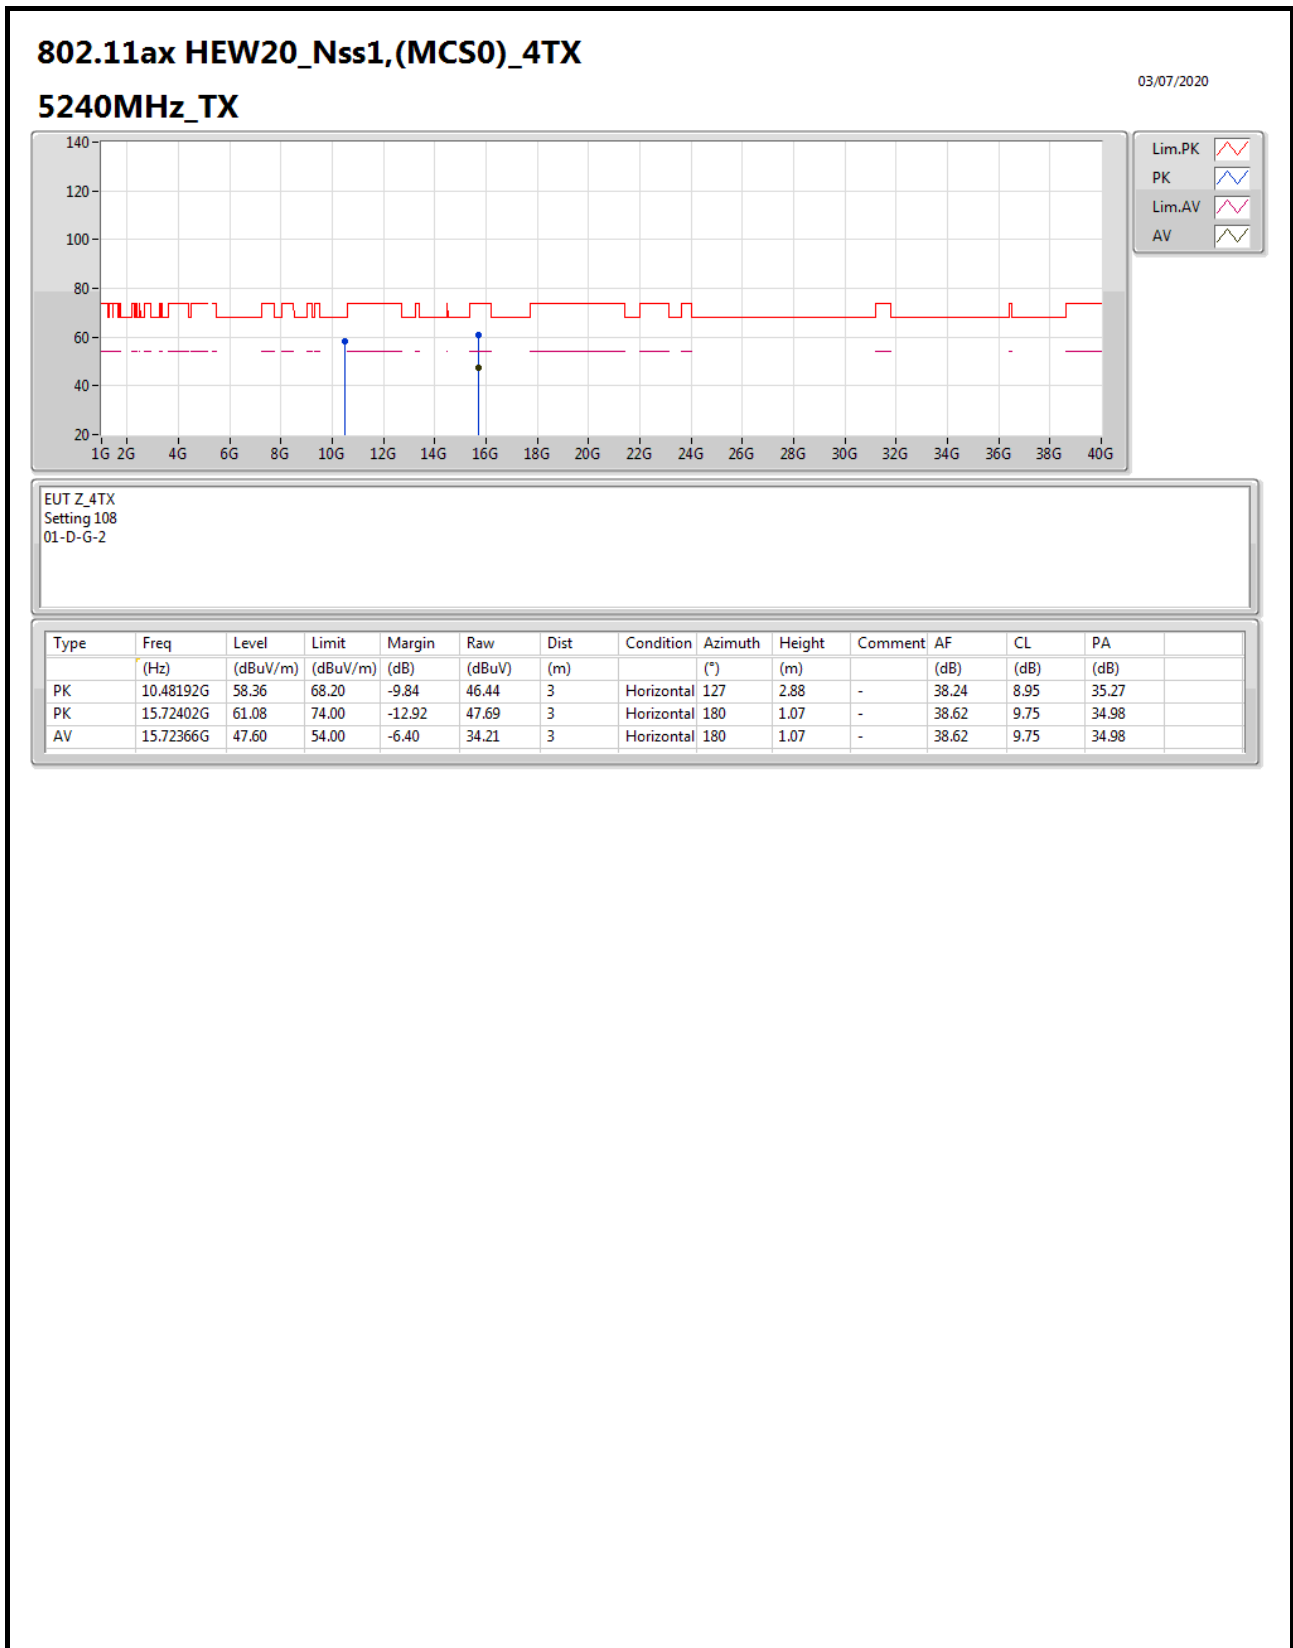 802.11ax HEW20_Nss1,(MCS0)_4TX
03/07/2020
5240MHz_TX
140
120
100
80
60
40
20
1G 2G 4G 6G 8G 10G 12G 14G 16G 18G 20G 22G 24G 26G 28G 30G 32G 34G 36G 38G 40G
Lim.PK
PK
Lim.AV
AV
EUT Z_4TX
Setting 108
01-D-G-2
Type Freq Level Limit Margin Raw Dist Condition Azimuth Height Comment AF CL PA
(Hz) (dBuV/m) (dBuV/m) (dB) (dBuV) (m) (°) (m) (dB) (dB) (dB)
PK 10.48192G 58.36 68.20 -9.84 46.44 3 Horizontal 127 2.88 - 38.24 8.95 35.27
PK 15.72402G 61.08 74.00 -12.92 47.69 3 Horizontal 180 1.07 - 38.62 9.75 34.98
AV 15.72366G 47.60 54.00 -6.40 34.21 3 Horizontal 180 1.07 - 38.62 9.75 34.98